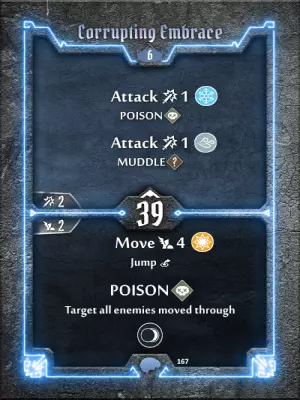 Corrupting Embrace
6
Attack 1
POISON
Attack 1
MUDDLE ?
2
39
2
Move 4
Jump
POISON
Target all enemies moved through
167